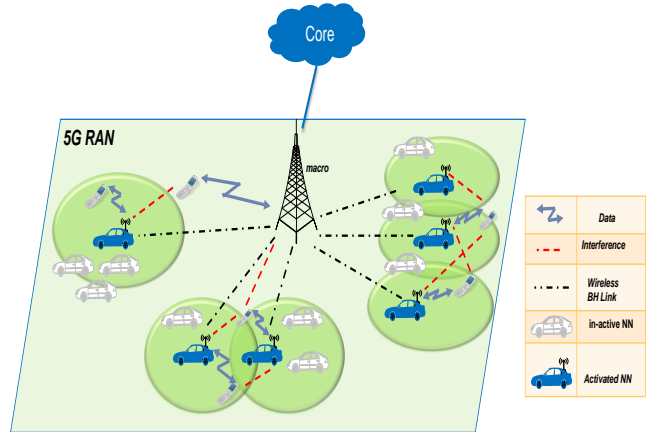 Core
5G RAN
macro
Data
Interference
Wireless
BH Link
in-active NN
Activated NN